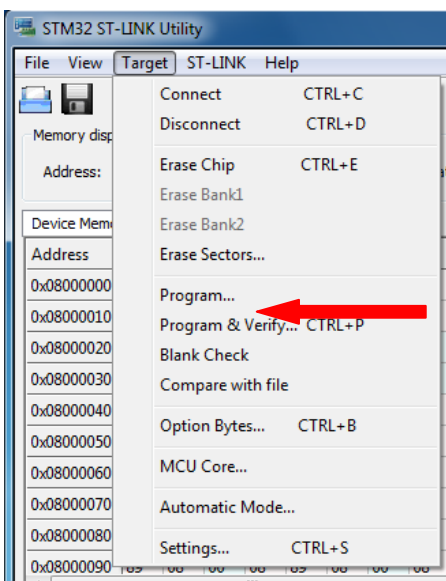 STM32 ST-LINK Utility
File View Target ST-LINK Help
Connect CTRL+C
Disconnect CTRL+D
Memory disp
Address:
Erase Chip CTRL+E
Erase Bank1
Erase Bank2
Device Mem
Erase Sectors...
Address
0x08000000
Program...
0x08000010
Program & Verify... CTRL+P
0x08000020
Blank Check
0x08000030
Compare with file
0x08000040
Option Bytes... CTRL+B
0x08000050
0x08000060
MCU Core...
0x08000070
Automatic Mode...
0x08000080
Settings... CTRL+S
0x08000090